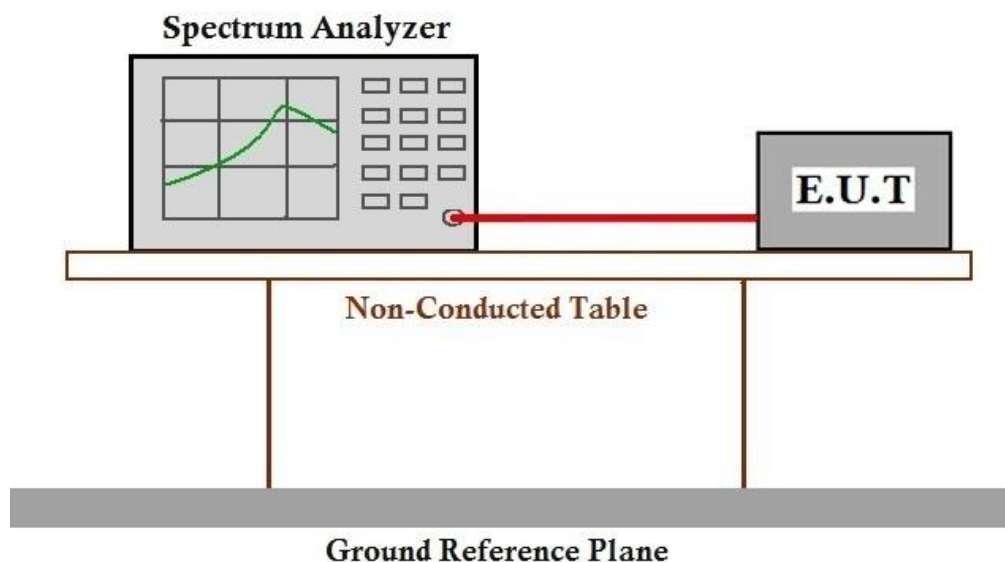 Spectrum Analyzer
E.U.T
Non-Conducted Table
Ground Reference Plane